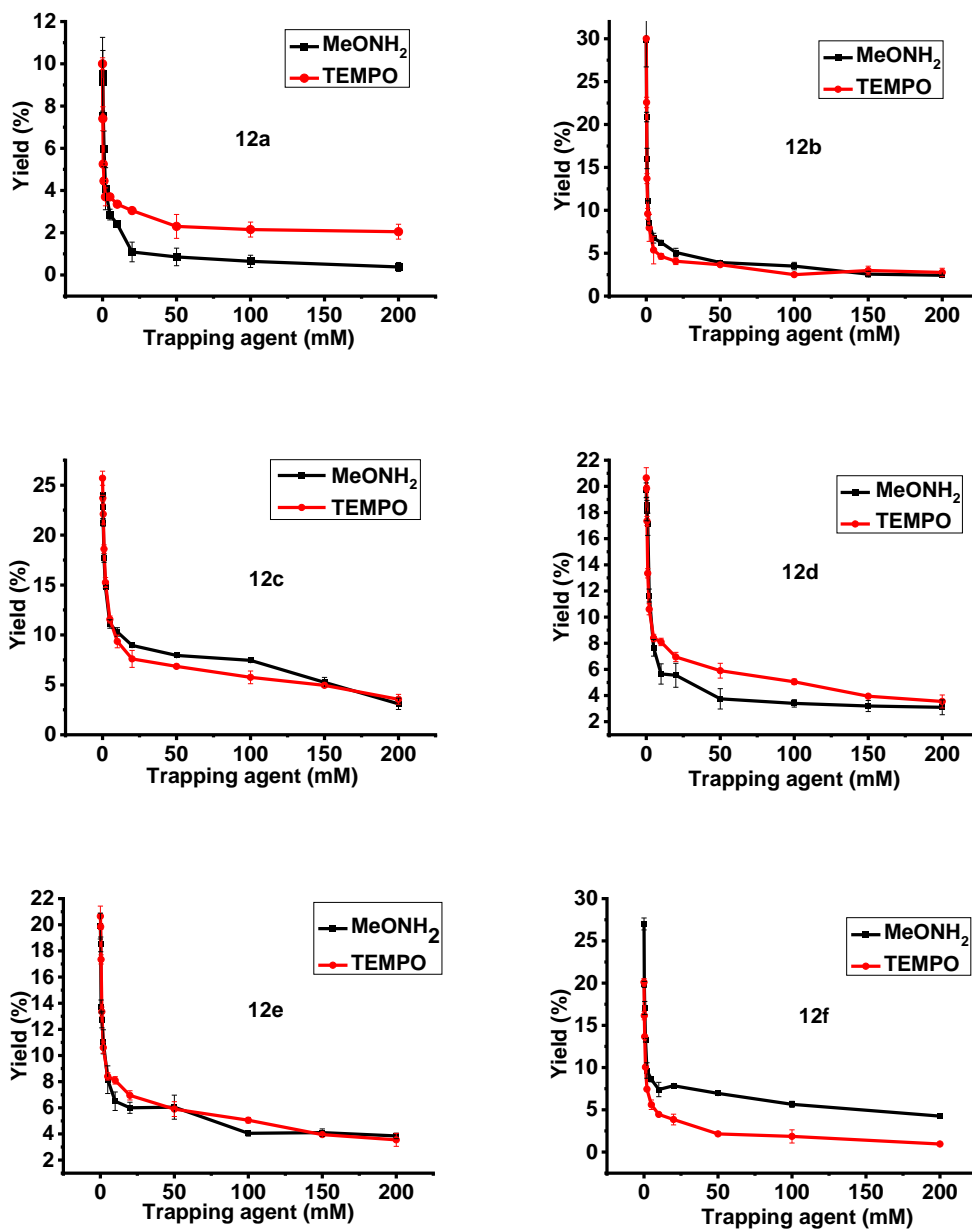 12
10
8
6
4
2
0
Yield (%)
MeONH₂
TEMPO
12a
0 50 100 150 200
Trapping agent (mM)
30
25
20
15
10
5
0
Yield (%)
MeONH₂
TEMPO
12b
0 50 100 150 200
Trapping agent (mM)
25
20
15
10
5
0
Yield (%)
MeONH₂
TEMPO
12c
0 50 100 150 200
Trapping agent (mM)
22
20
18
16
14
12
10
8
6
4
2
Yield (%)
MeONH₂
TEMPO
12d
0 50 100 150 200
Trapping agent (mM)
22
20
18
16
14
12
10
8
6
4
2
Yield (%)
MeONH₂
TEMPO
12e
0 50 100 150 200
Trapping agent (mM)
30
25
20
15
10
5
0
Yield (%)
MeONH₂
TEMPO
12f
0 50 100 150 200
Trapping agent (mM)